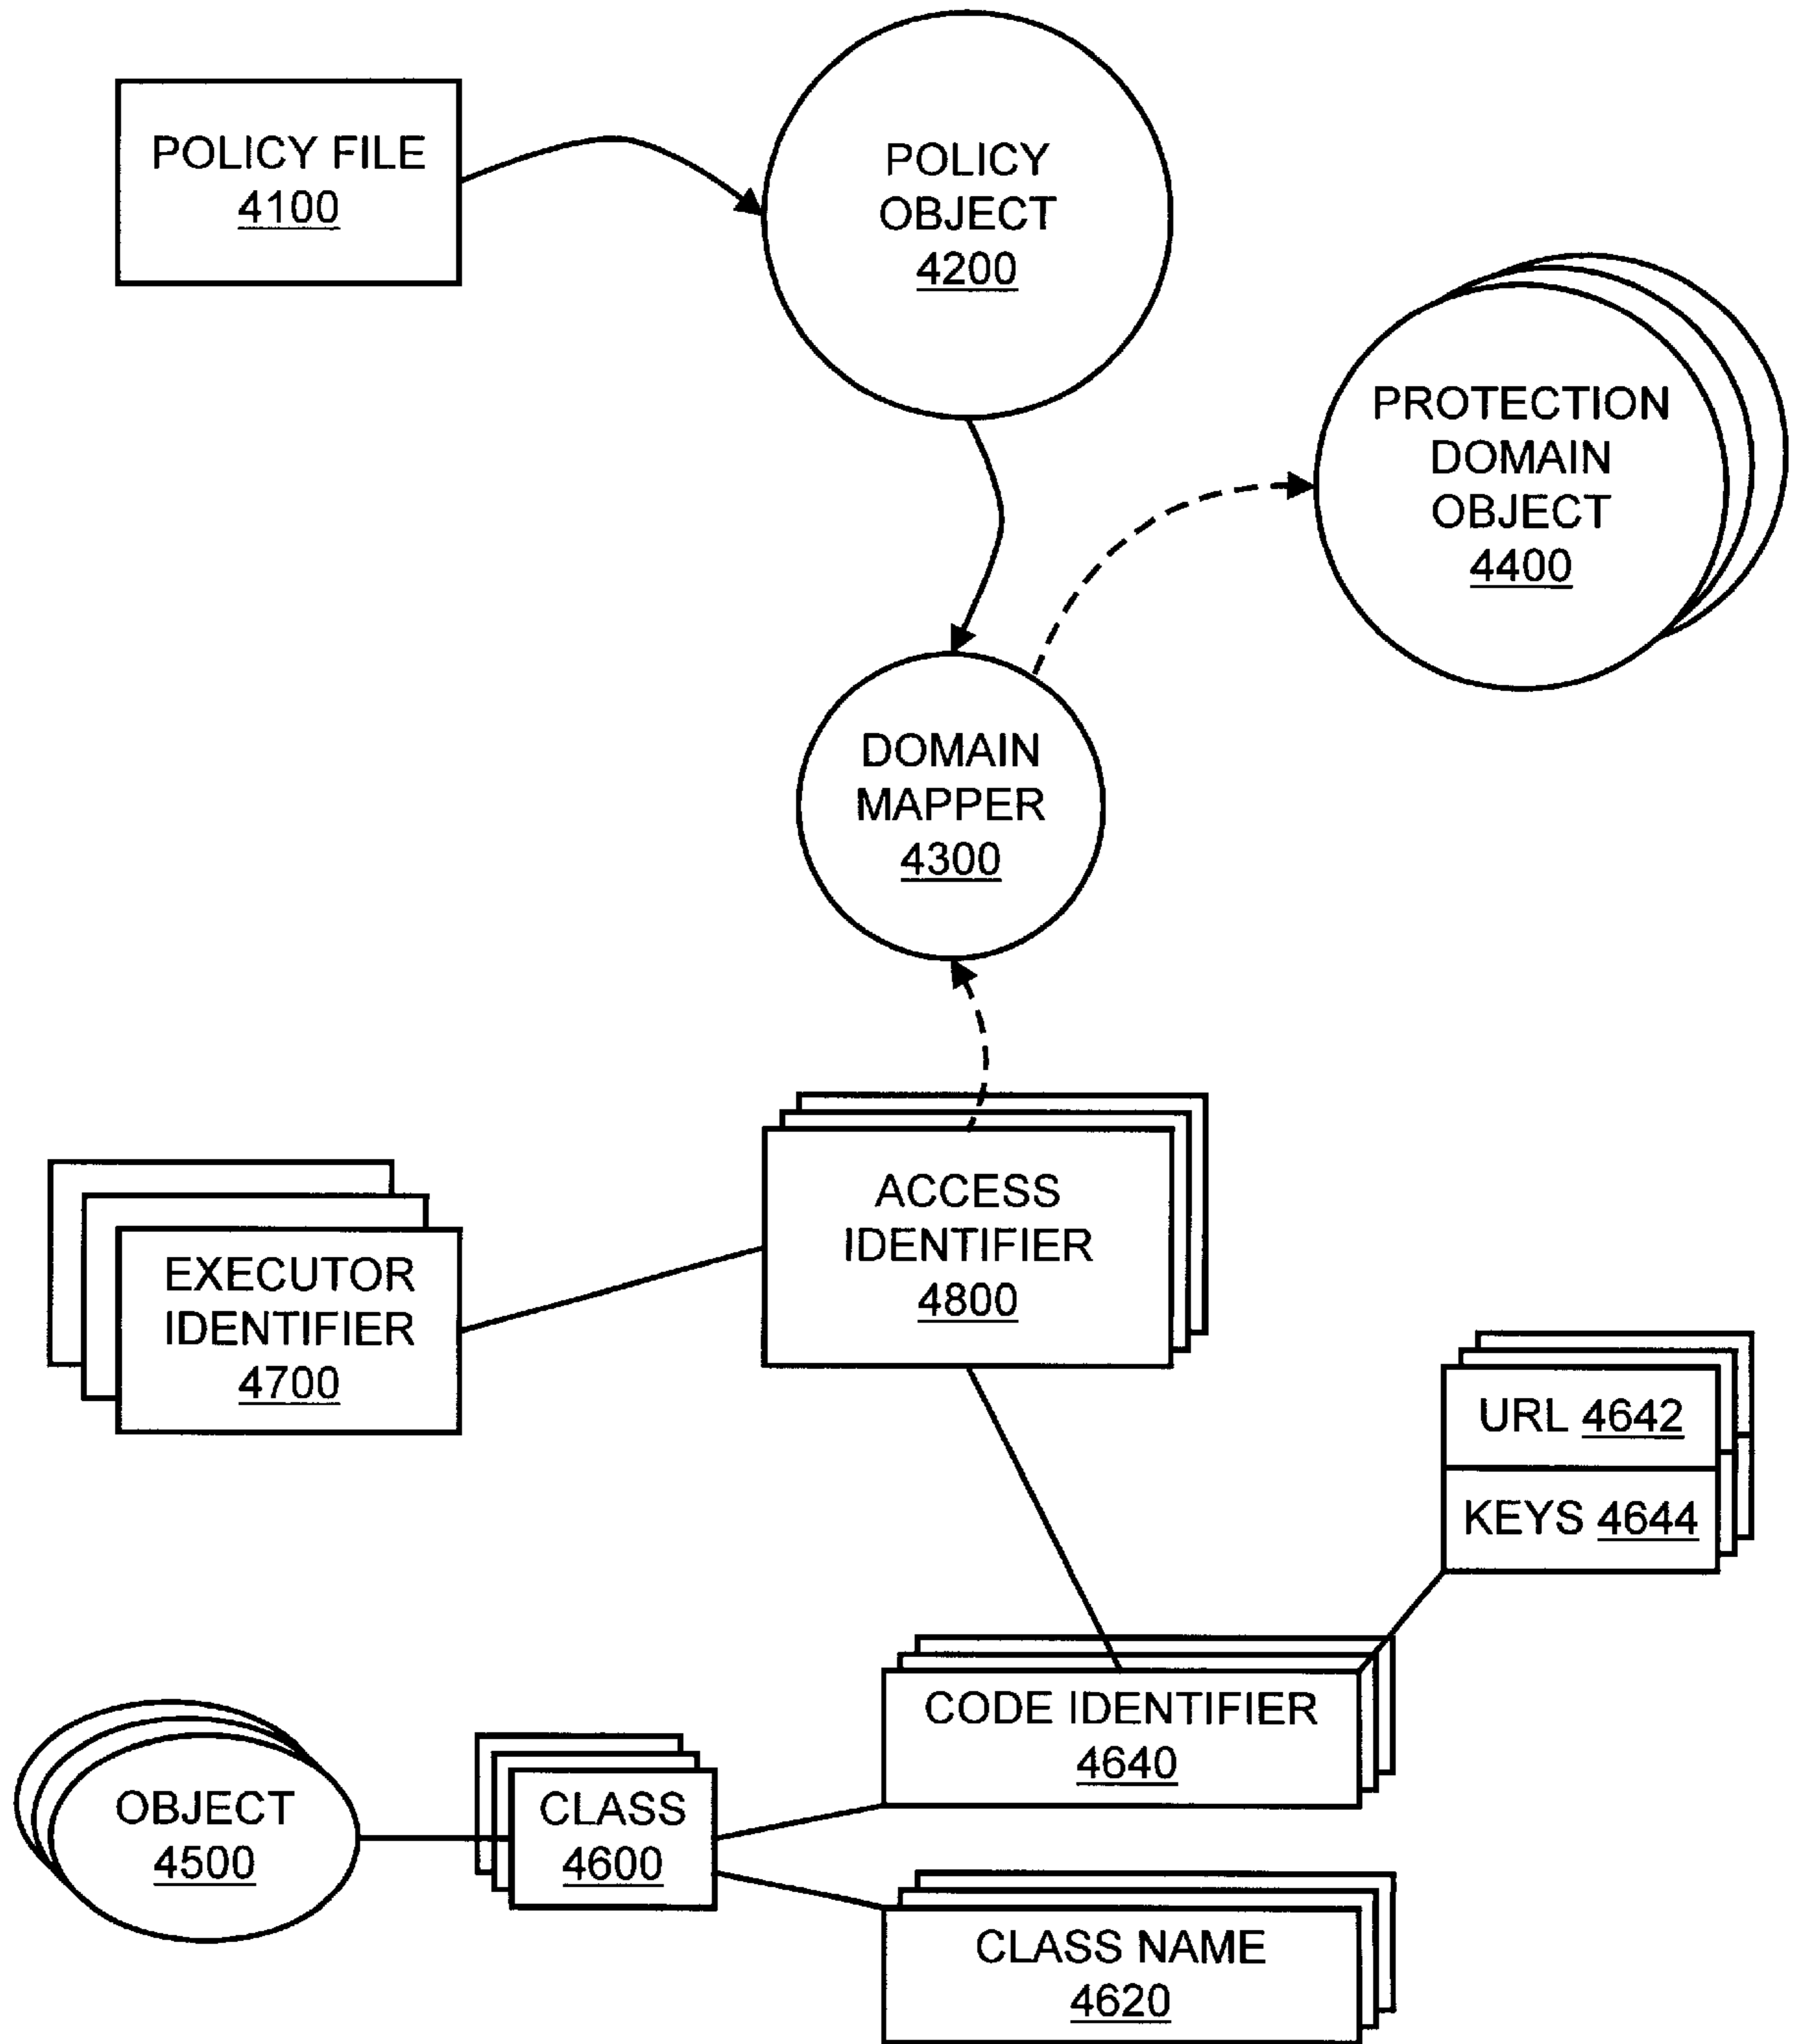 POLICY FILE
4100
POLICY
OBJECT
4200
PROTECTION
DOMAIN
OBJECT
4400
DOMAIN
MAPPER
4300
ACCESS
IDENTIFIER
4800
EXECUTOR
IDENTIFIER
4700
URL 4642
KEYS 4644
CODE IDENTIFIER
4640
OBJECT
4500
CLASS
4600
CLASS NAME
4620